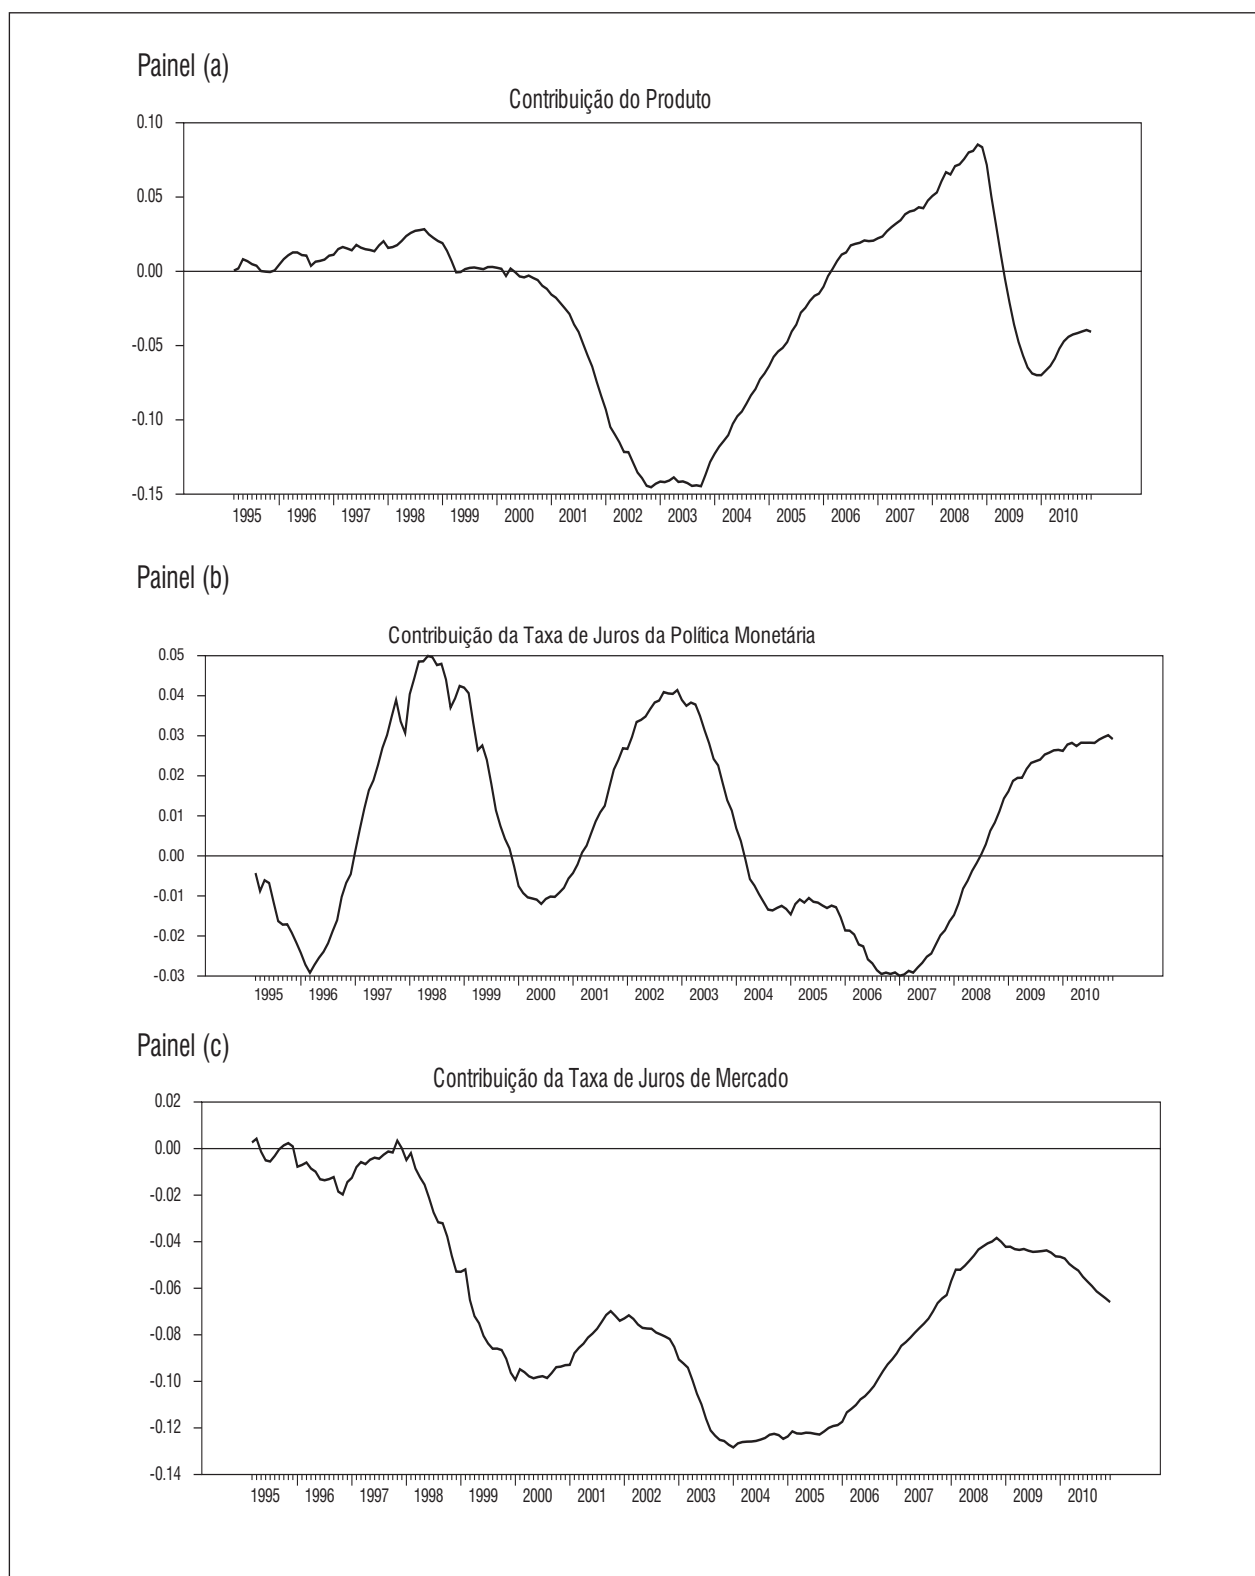 Painel (a)
Contribuição do Produto
0.10
0.05
0.00
-0.05
-0.10
-0.15
1995 1996 1997 1998 1999 2000 2001 2002 2003 2004 2005 2006 2007 2008 2009 2010
Painel (b)
Contribuição da Taxa de Juros da Política Monetária
0.05
0.04
0.03
0.02
0.01
0.00
-0.01
-0.02
-0.03
1995 1996 1997 1998 1999 2000 2001 2002 2003 2004 2005 2006 2007 2008 2009 2010
Painel (c)
Contribuição da Taxa de Juros de Mercado
0.02
0.00
-0.02
-0.04
-0.06
-0.08
-0.10
-0.12
-0.14
1995 1996 1997 1998 1999 2000 2001 2002 2003 2004 2005 2006 2007 2008 2009 2010